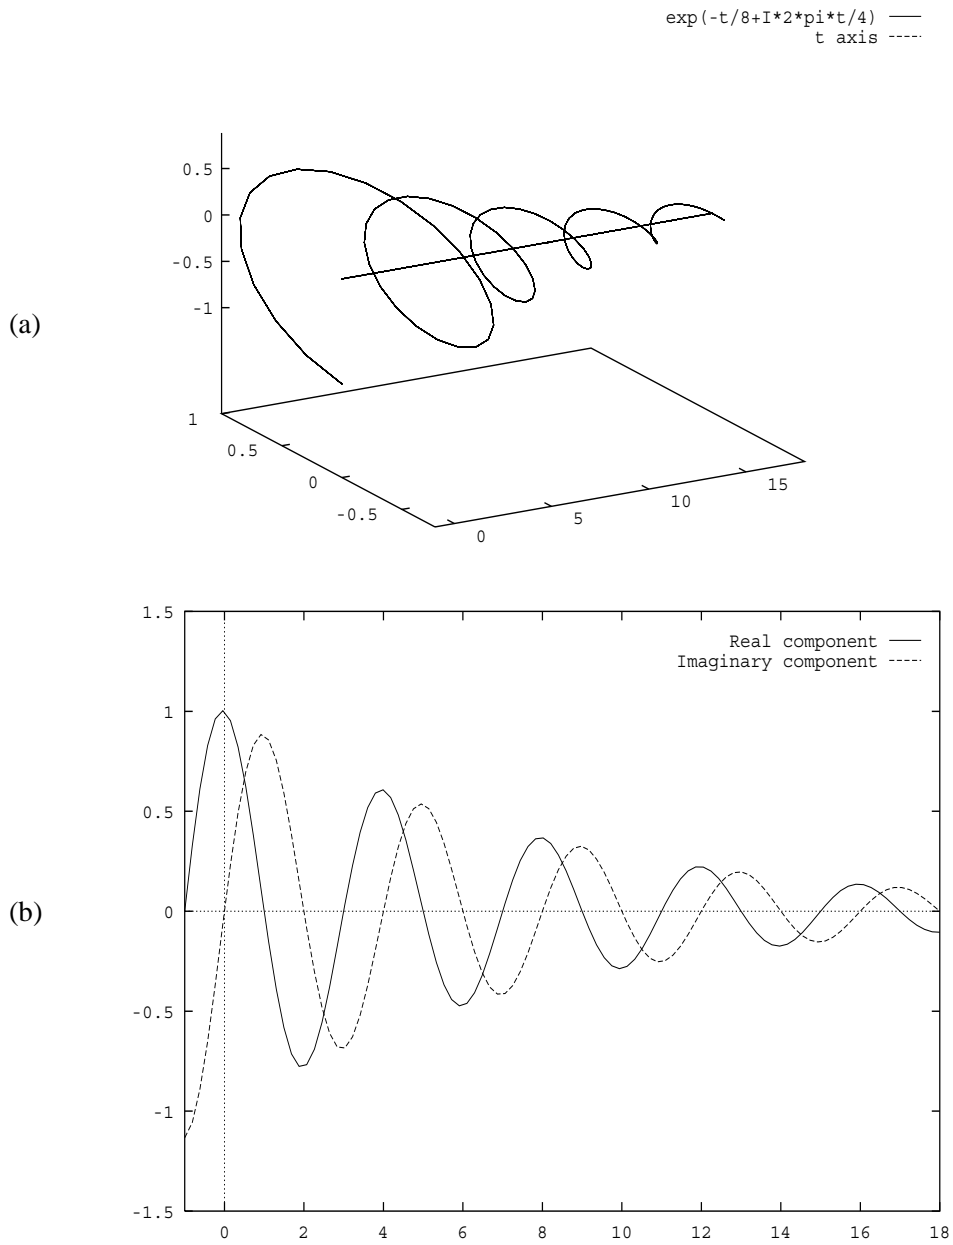 exp(-t/8+I*2*pi*t/4)
t axis
0.5
0
-0.5
-1
(a)
1
0.5
0
-0.5
0
5
10
15
1.5
Real component
Imaginary component
1
0.5
(b)
0
-0.5
-1
-1.5
0 2 4 6 8 10 12 14 16 18